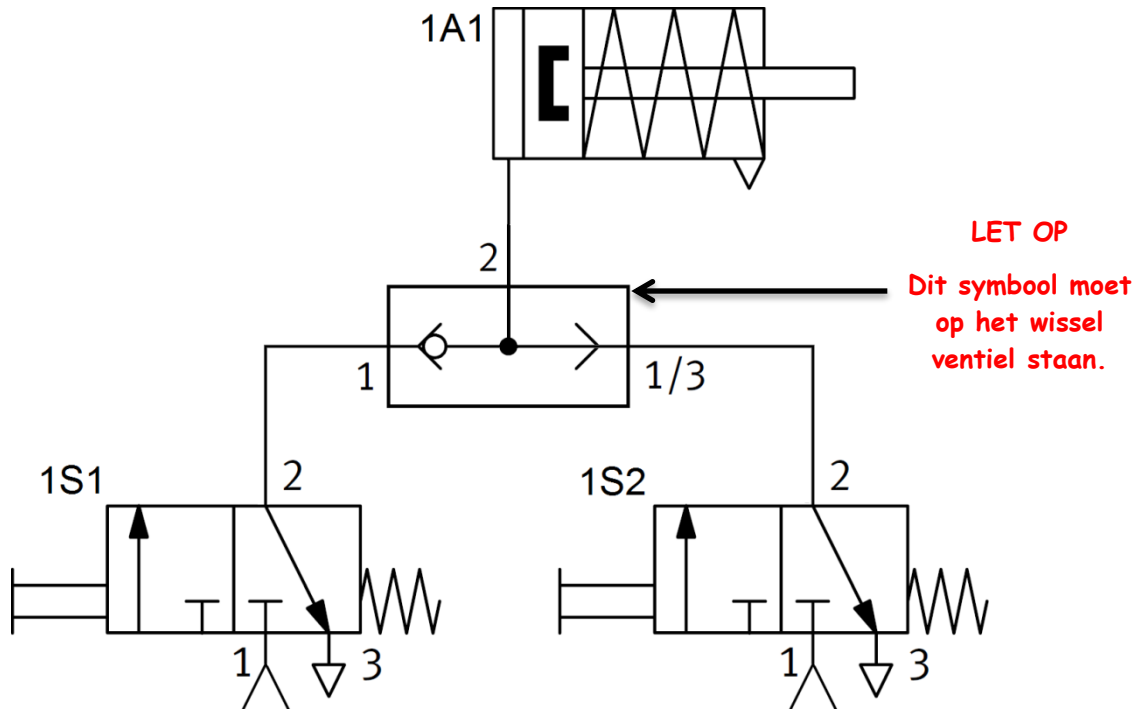 1A1
2
LET OP
Dit symbool moet
op het wissel
ventiel staan.
1
1/3
1S1
2
1S2
2
1
3
1
3